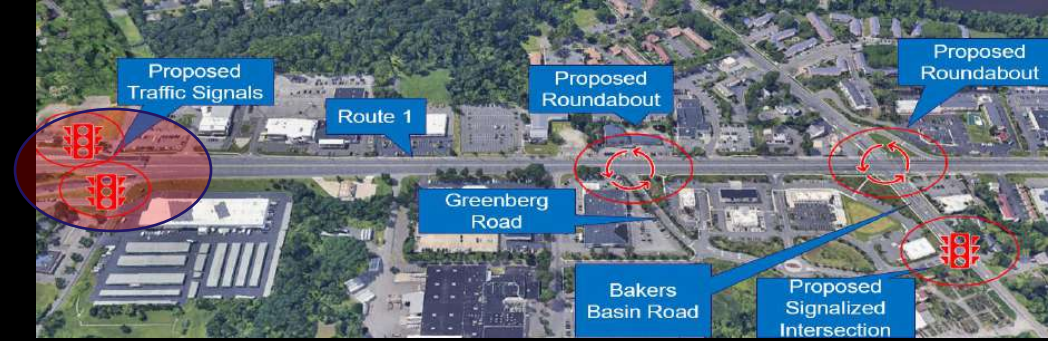 Proposed
Traffic Signals
Route 1
Proposed
Roundabout
Proposed
Roundabout
Greenberg
Road
Bakers
Basin Road
Proposed
Signalized
Intersection